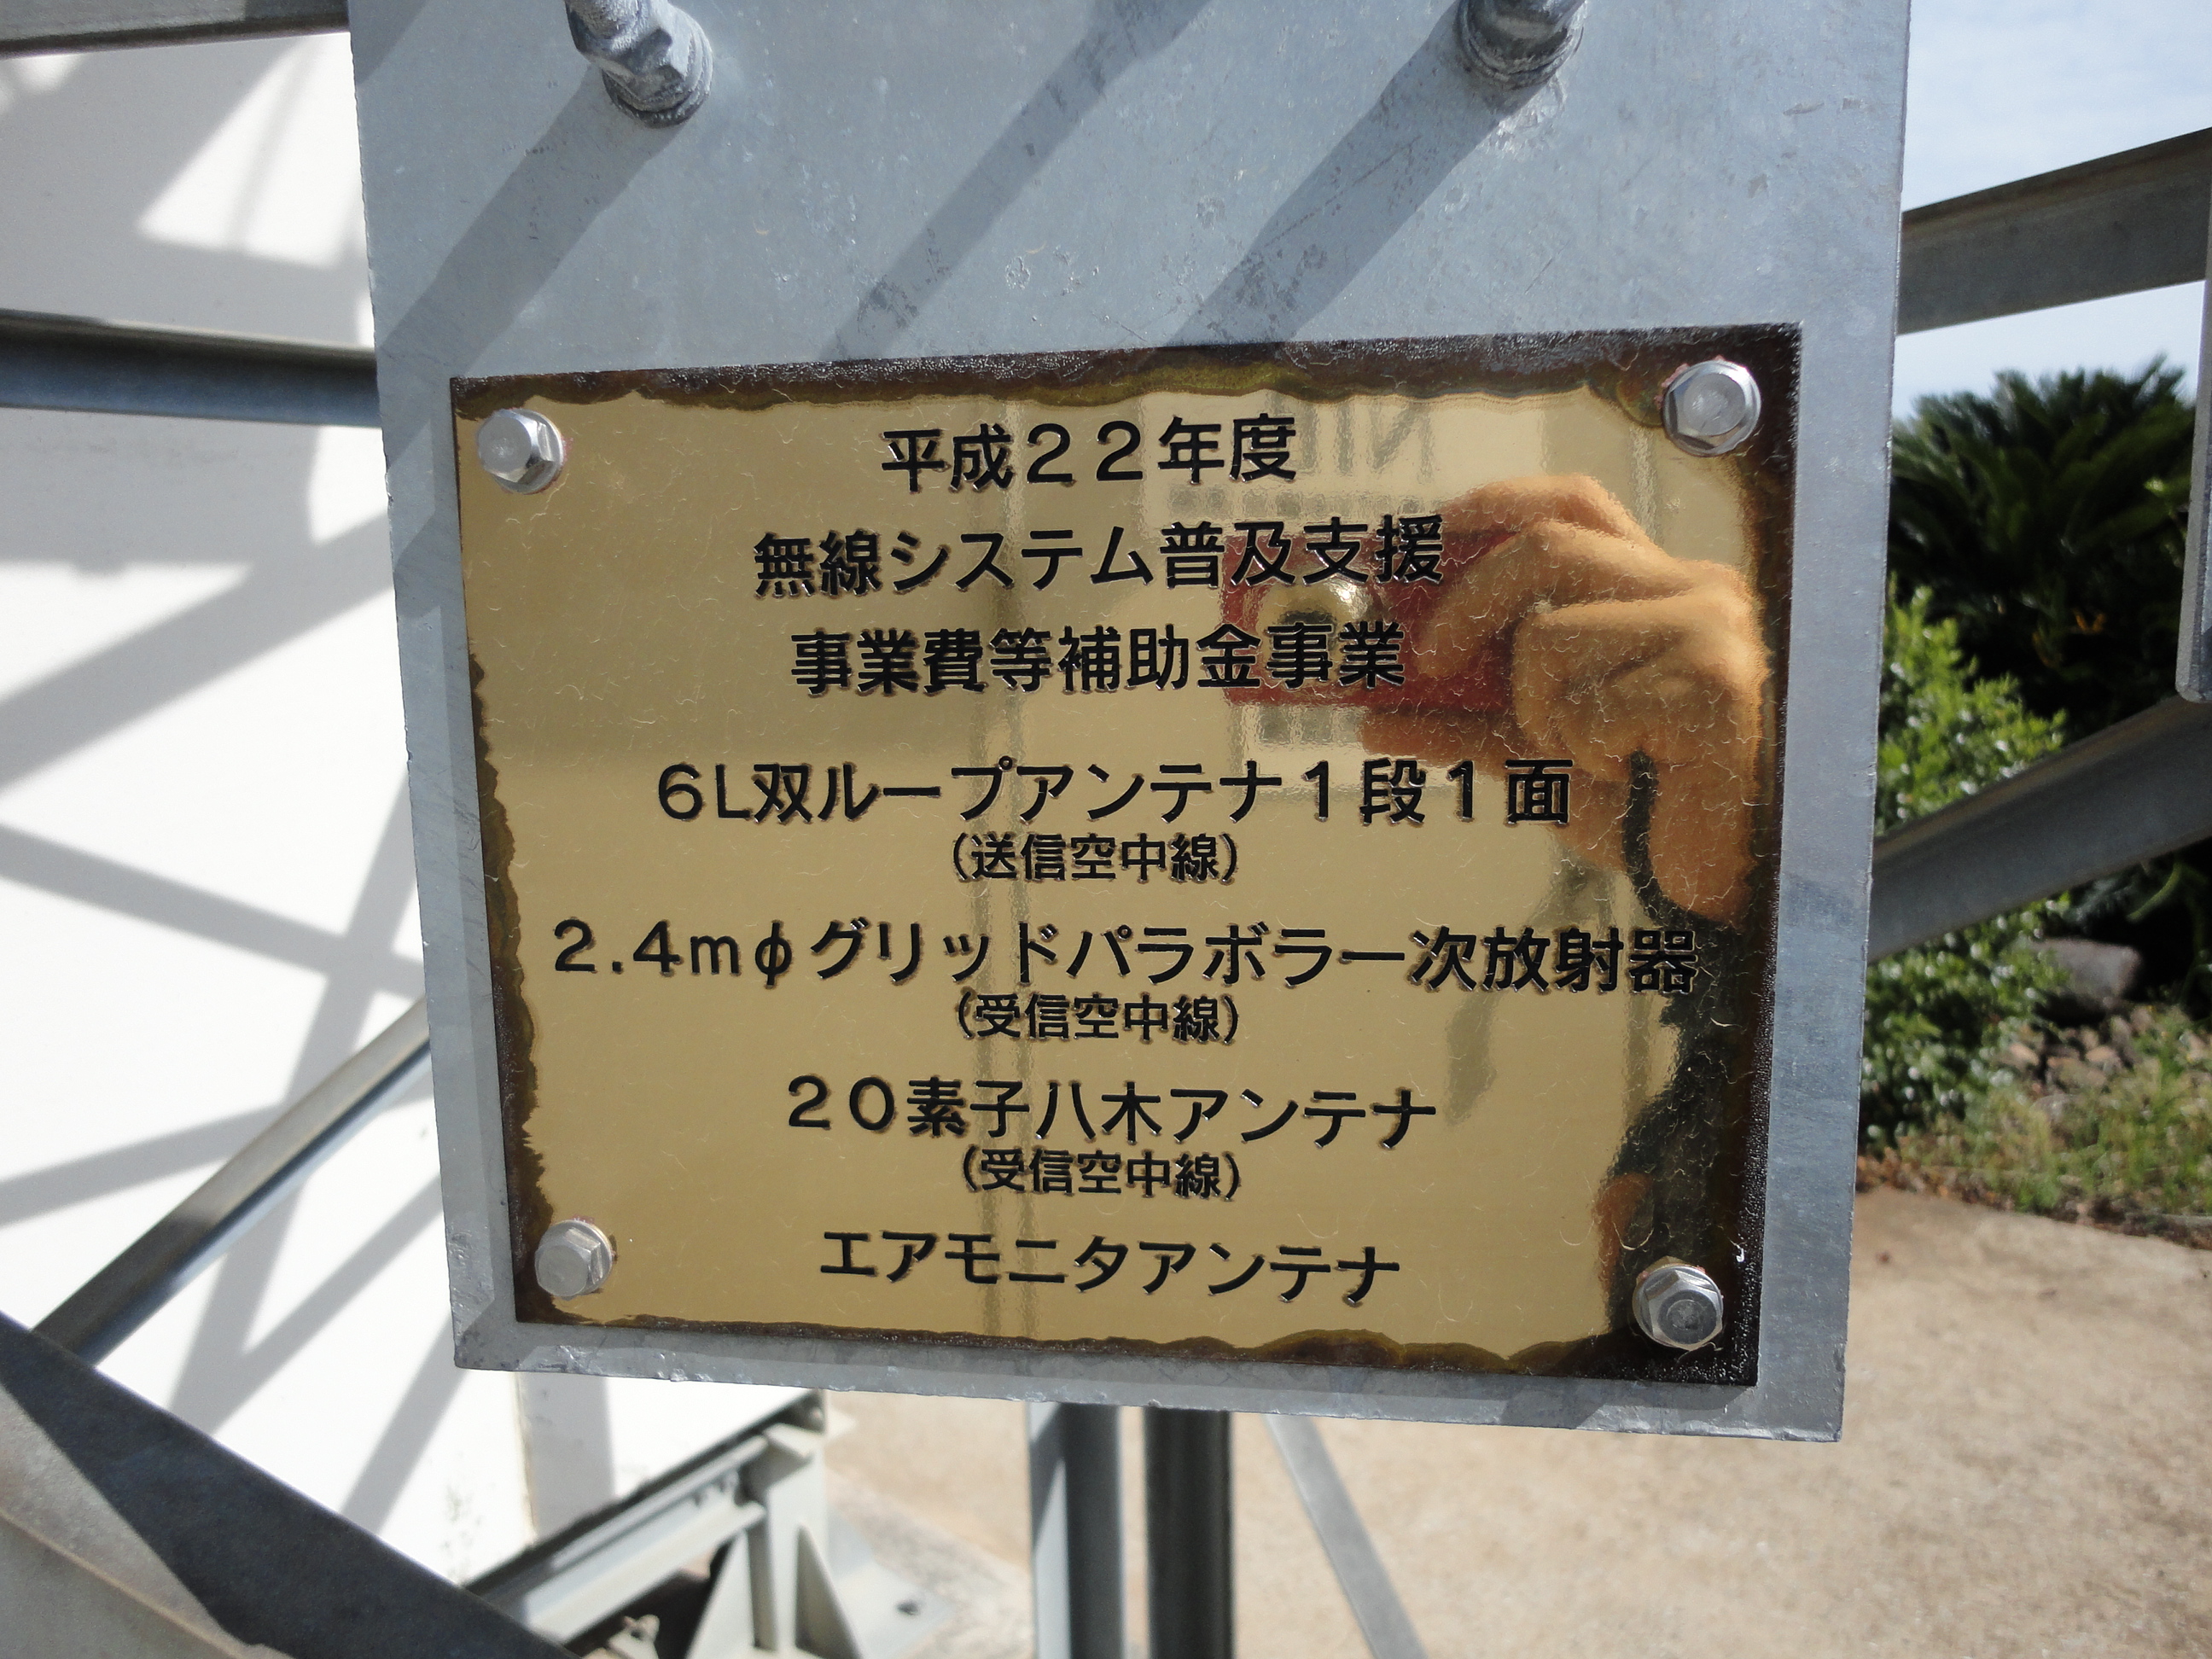 平成２２年度
無線システム普及支援
事業費等補助金事業
６L双ループアンテナ１段１面
(送信空中線)
２.４mφグリッドパラボラ一次放射器
(受信空中線)
２０素子八木アンテナ
(受信空中線)
エアモニタアンテナ